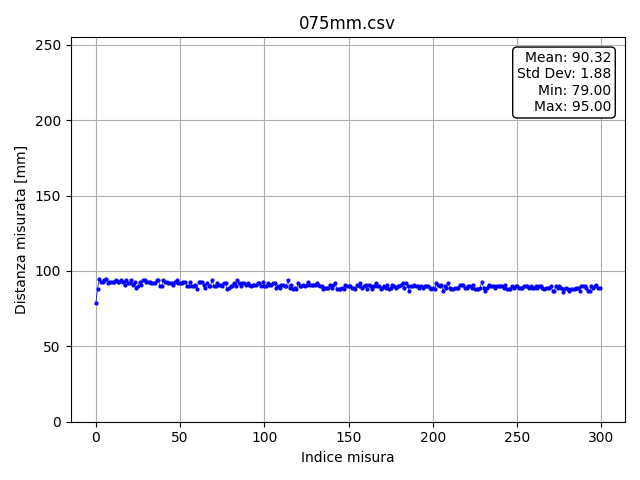 075mm.csv
Mean: 90.32
Std Dev: 1.88
Min: 79.00
Max: 95.00
Distanza misurata [mm]
250
200
150
100
50
0
0 50 100 150 200 250 300
Indice misura